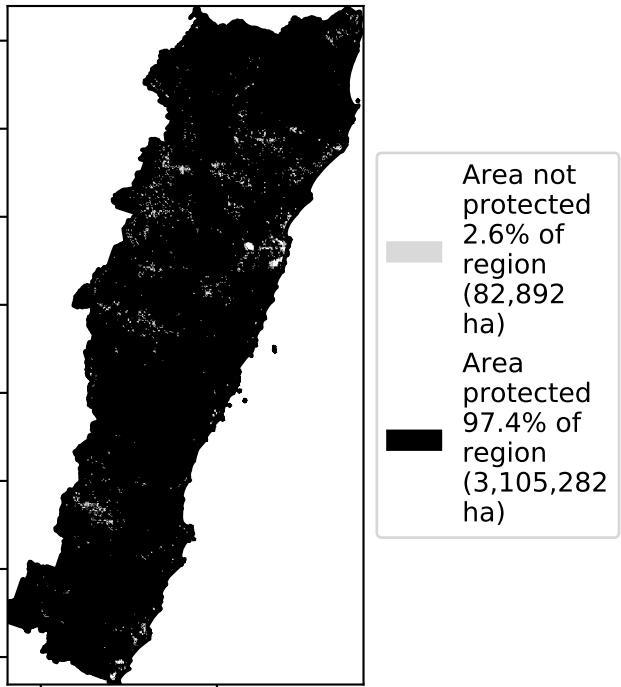 Area not
protected
2.6% of
region
(82,892
ha)
Area
protected
97.4% of
region
(3,105,282
ha)